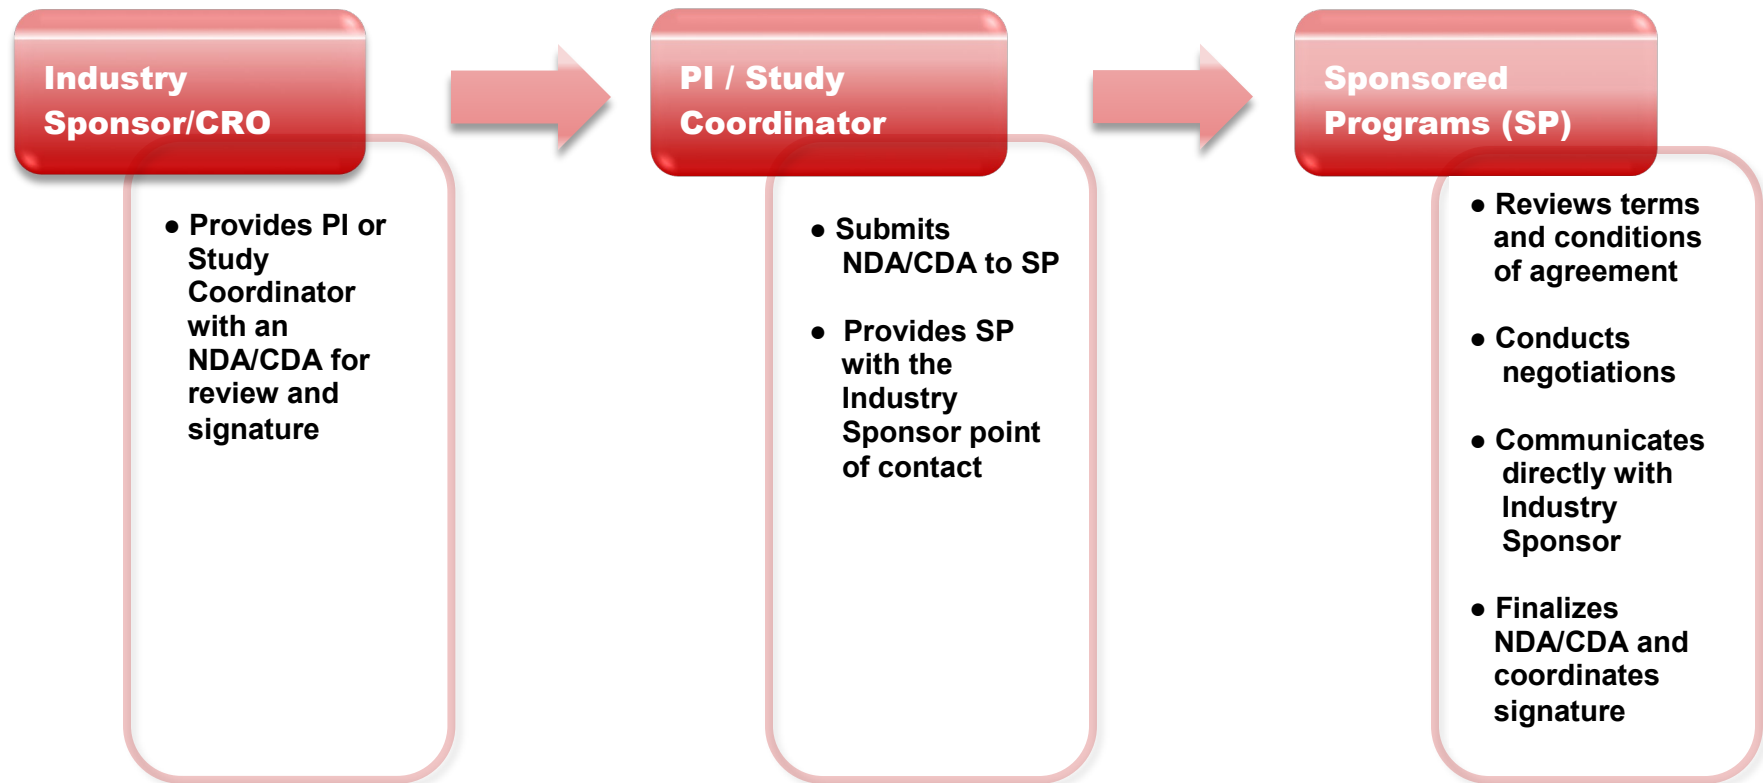 Industry
Sponsor/CRO
● Provides PI or
Study
Coordinator
with an
NDA/CDA for
review and
signature
PI / Study
Coordinator
● Submits
NDA/CDA to SP
● Provides SP
with the
Industry
Sponsor point
of contact
Sponsored
Programs (SP)
● Reviews terms
and conditions
of agreement
● Conducts
negotiations
● Communicates
directly with
Industry
Sponsor
● Finalizes
NDA/CDA and
coordinates
signature